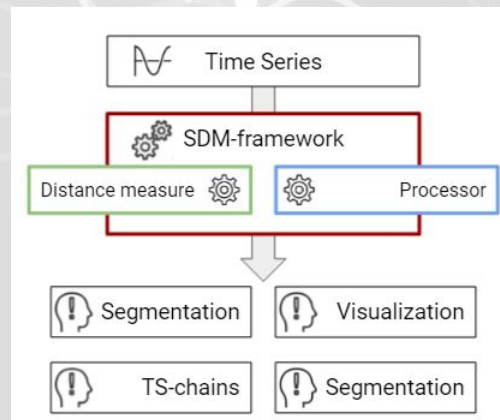 Time Series
SDM-framework
Distance measure
Processor
Segmentation
Visualization
TS-chains
Segmentation